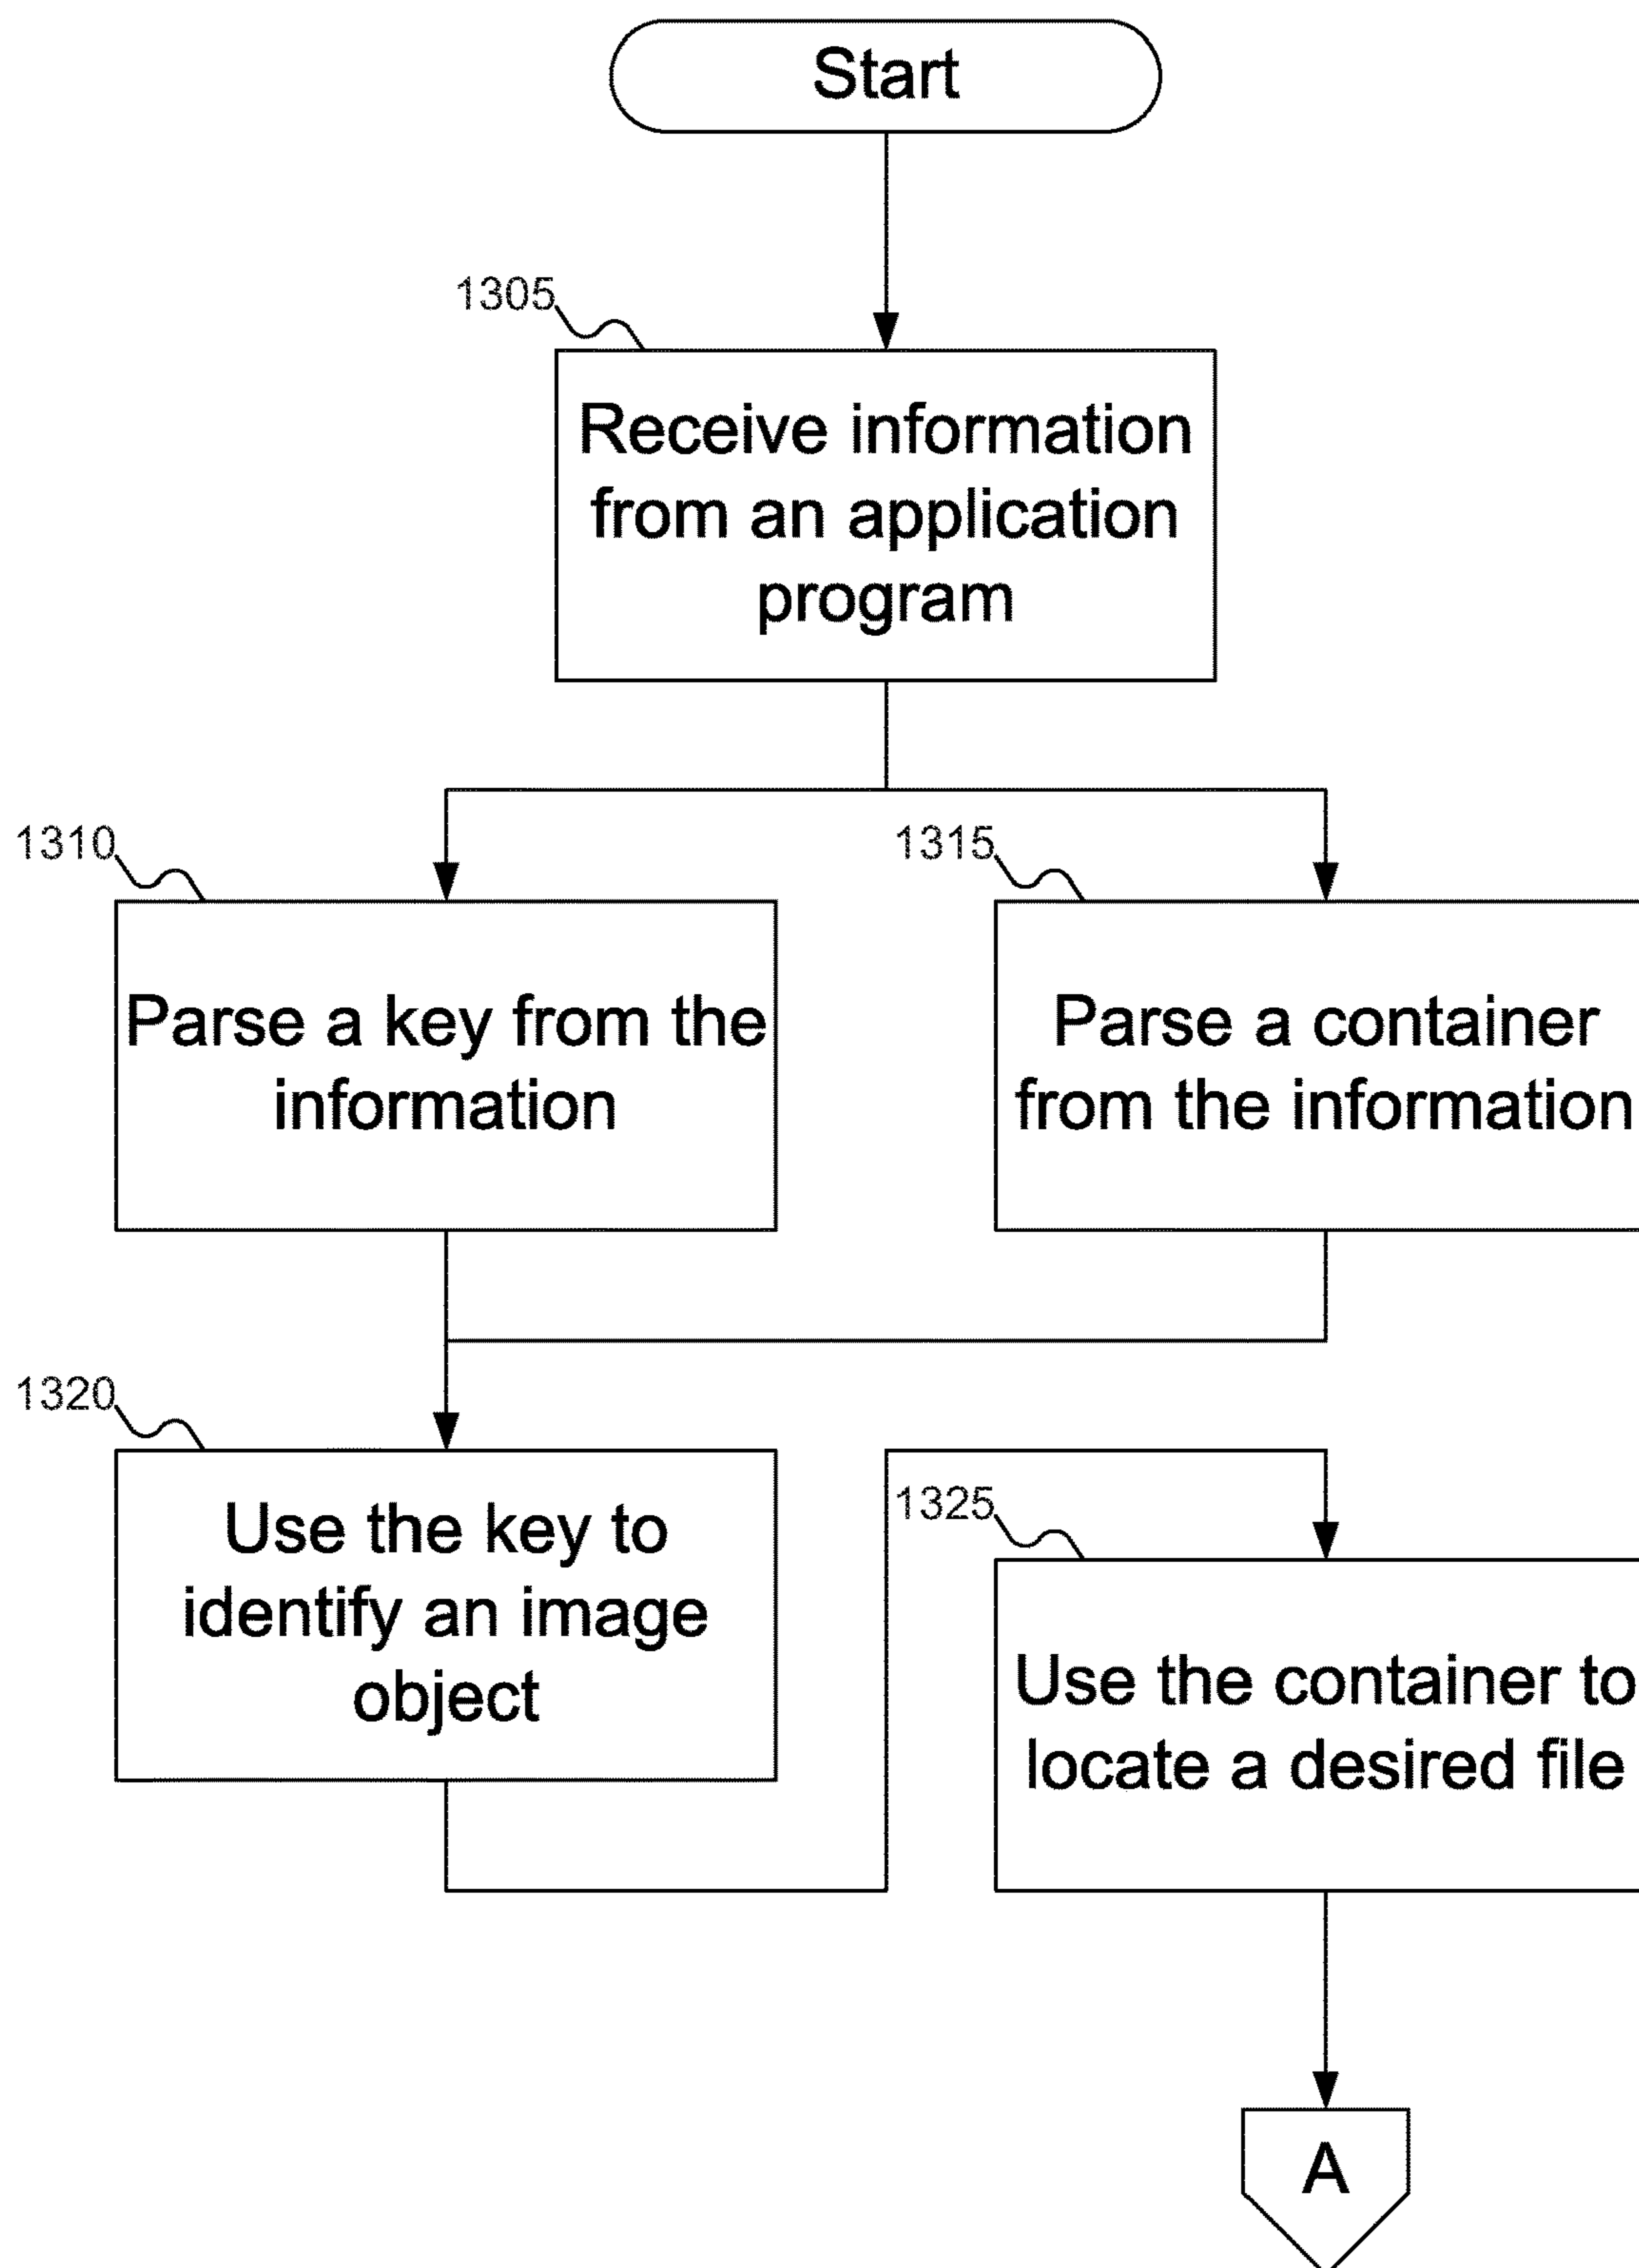 Start
1305
Receive information
from an application
program
1310
Parse a key from the
information
1315
Parse a container
from the information
1320
Use the key to
identify an image
object
1325
Use the container to
locate a desired file
A